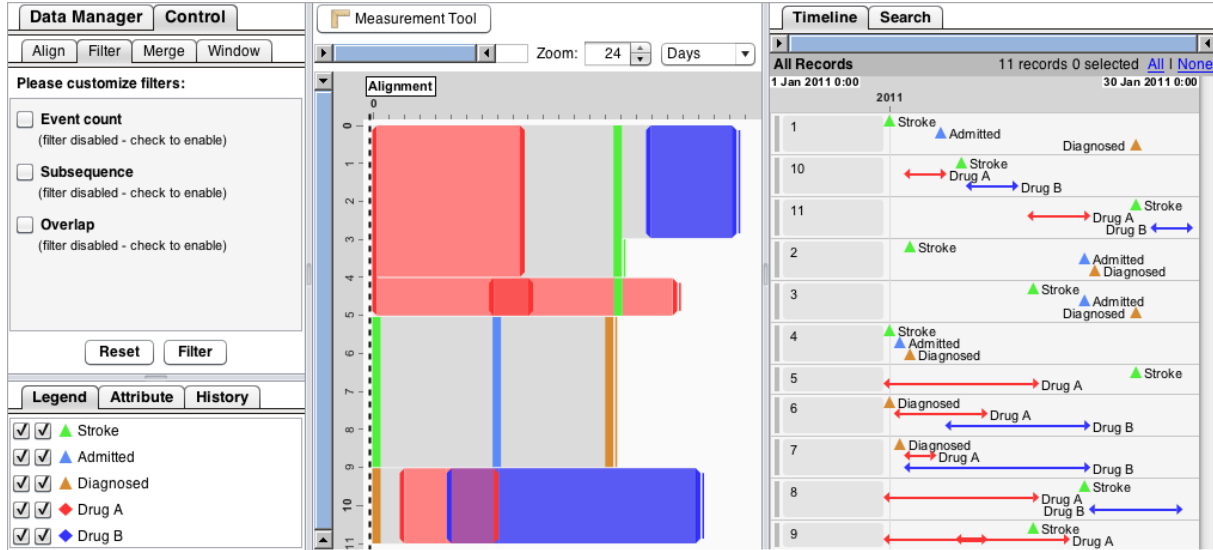 Data Manager Control
Align Filter Merge Window
Please customize filters:
Event count
(filter disabled - check to enable)
Subsequence
(filter disabled - check to enable)
Overlap
(filter disabled - check to enable)
Reset Filter
Legend Attribute History
Stroke
Admitted
Diagnosed
Drug A
Drug B
Measurement Tool
Zoom: 24 Days
Alignment
0
0
1
2
3
4
5
6
7
8
9
10
11
Timeline Search
All Records 11 records 0 selected All I None
1 Jan 2011 0:00 30 Jan 2011 0:00
2011
1 Stroke
Admitted
Diagnosed
10 Stroke
Drug A
Drug B
11 Stroke
Drug A
Drug B
2 Stroke
Admitted
Diagnosed
3 Stroke
Admitted
Diagnosed
4 Stroke
Admitted
Diagnosed
5 Stroke
Drug A
6 Diagnosed
Drug A
Drug B
7 Diagnosed
Drug A
Drug B
8 Stroke
Drug A
Drug B
9 Stroke
Drug A